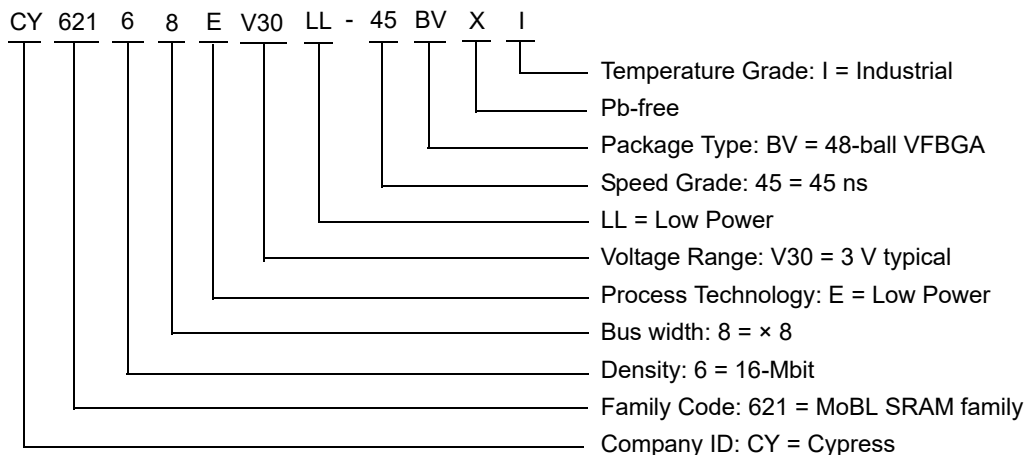 CY 621 6 8 E V30 LL - 45 BV X I
Temperature Grade: I = Industrial
Pb-free
Package Type: BV = 48-ball VFBGA
Speed Grade: 45 = 45 ns
LL = Low Power
Voltage Range: V30 = 3 V typical
Process Technology: E = Low Power
Bus width: 8 = × 8
Density: 6 = 16-Mbit
Family Code: 621 = MoBL SRAM family
Company ID: CY = Cypress